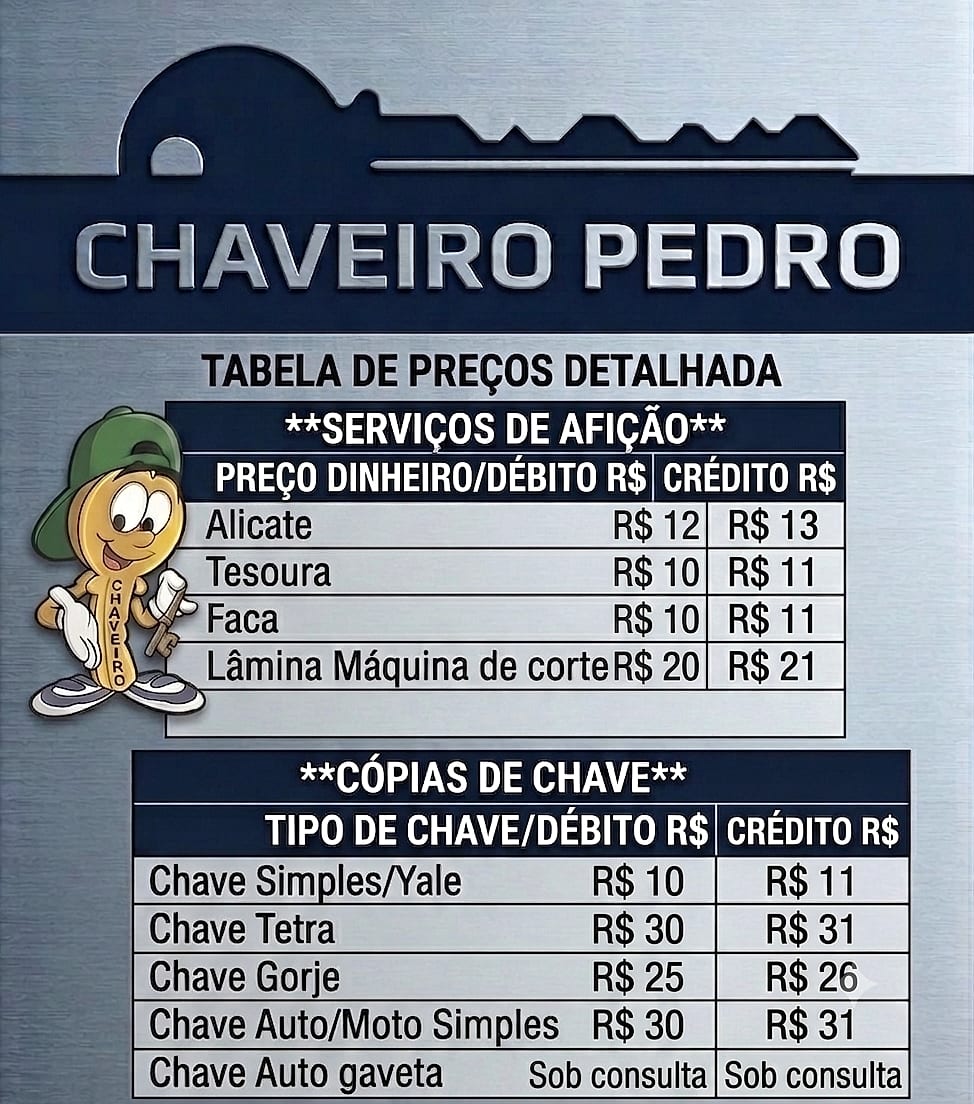 CHAVEIRO PEDRO
TABELA DE PREÇOS DETALHADA
**SERVIÇOS DE AFIÇÃO**
PREÇO DINHEIRO/DÉBITO R$ CRÉDITO R$
Alicate R$ 12 R$ 13
Tesoura R$ 10 R$ 11
Faca R$ 10 R$ 11
Lâmina Máquina de corte R$ 20 R$ 21
CHAVEIRO
**CÓPIAS DE CHAVE**
TIPO DE CHAVE/DÉBITO R$ CRÉDITO R$
Chave Simples/Yale R$ 10 R$ 11
Chave Tetra R$ 30 R$ 31
Chave Gorje R$ 25 R$ 26
Chave Auto/Moto Simples R$ 30 R$ 31
Chave Auto gaveta Sob consulta Sob consulta